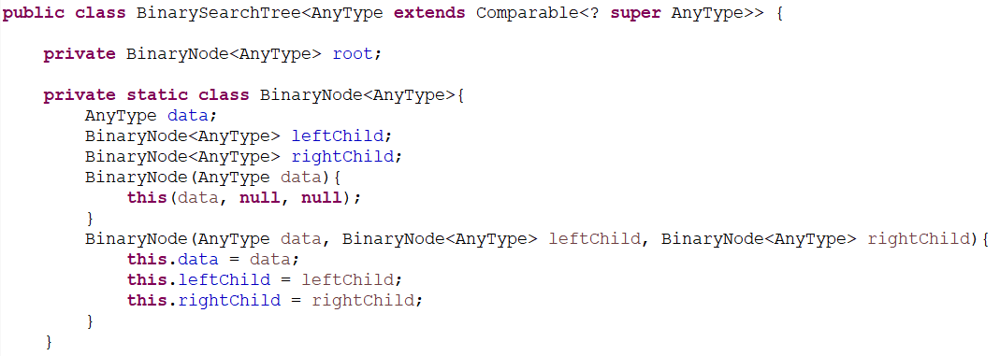 public class BinarySearchTree<AnyType extends Comparable<? super AnyType>> {
private BinaryNode<AnyType> root;
private static class BinaryNode<AnyType>{
AnyType data;
BinaryNode<AnyType> leftChild;
BinaryNode<AnyType> rightChild;
BinaryNode(AnyType data){
this(data, null, null);
}
BinaryNode(AnyType data, BinaryNode<AnyType> leftChild, BinaryNode<AnyType> rightChild){
this.data = data;
this.leftChild = leftChild;
this.rightChild = rightChild;
}
}